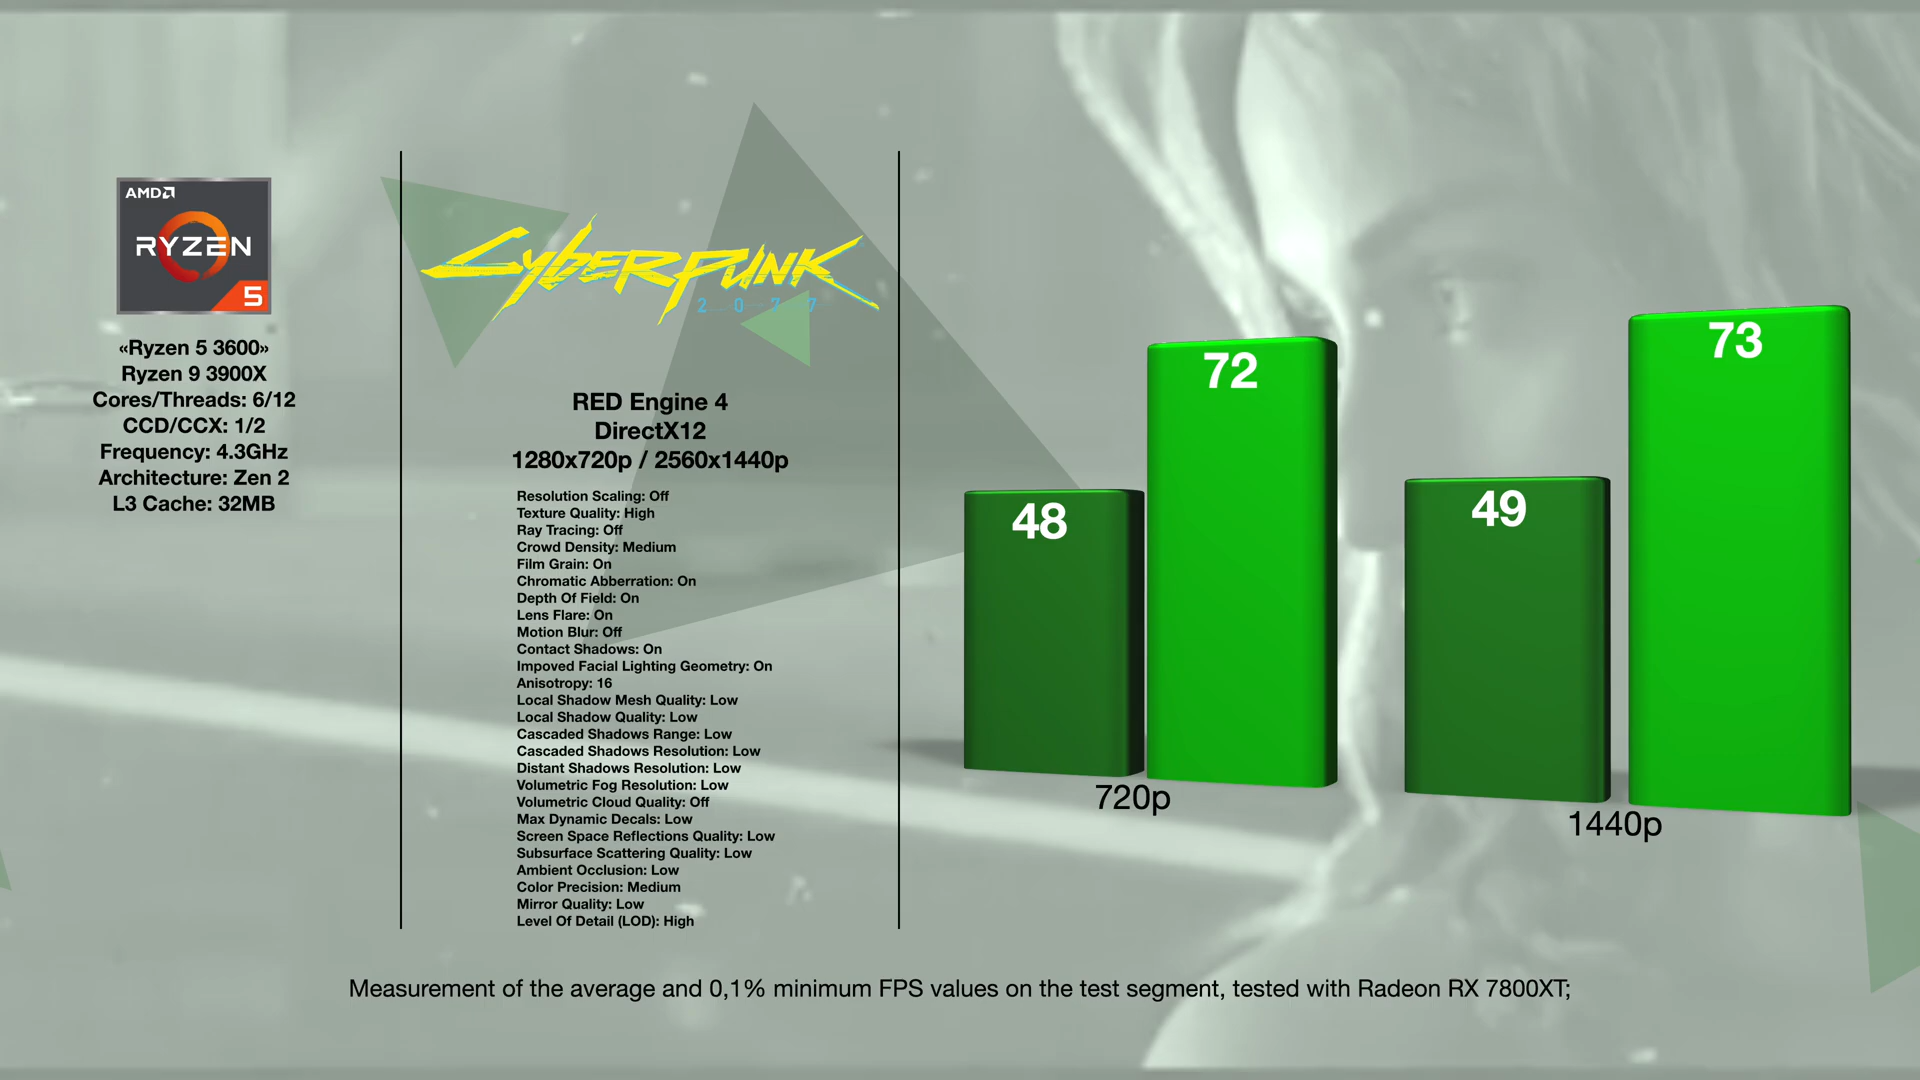 AMD
RYZEN
5
«Ryzen 5 3600»
Ryzen 9 3900X
Cores/Threads: 6/12
CCD/CCX: 1/2
Frequency: 4.3GHz
Architecture: Zen 2
L3 Cache: 32MB
CYBERPUNK
2077
RED Engine 4
DirectX12
1280x720p / 2560x1440p
Resolution Scaling: Off
Texture Quality: High
Ray Tracing: Off
Crowd Density: Medium
Film Grain: On
Chromatic Abberration: On
Depth Of Field: On
Lens Flare: On
Motion Blur: Off
Contact Shadows: On
Impoved Facial Lighting Geometry: On
Anisotropy: 16
Local Shadow Mesh Quality: Low
Local Shadow Quality: Low
Cascaded Shadows Range: Low
Cascaded Shadows Resolution: Low
Distant Shadows Resolution: Low
Volumetric Fog Resolution: Low
Volumetric Cloud Quality: Off
Max Dynamic Decals: Low
Screen Space Reflections Quality: Low
Subsurface Scattering Quality: Low
Ambient Occlusion: Low
Color Precision: Medium
Mirror Quality: Low
Level Of Detail (LOD): High
48
72
720p
49
73
1440p
Measurement of the average and 0,1% minimum FPS values on the test segment, tested with Radeon RX 7800XT;